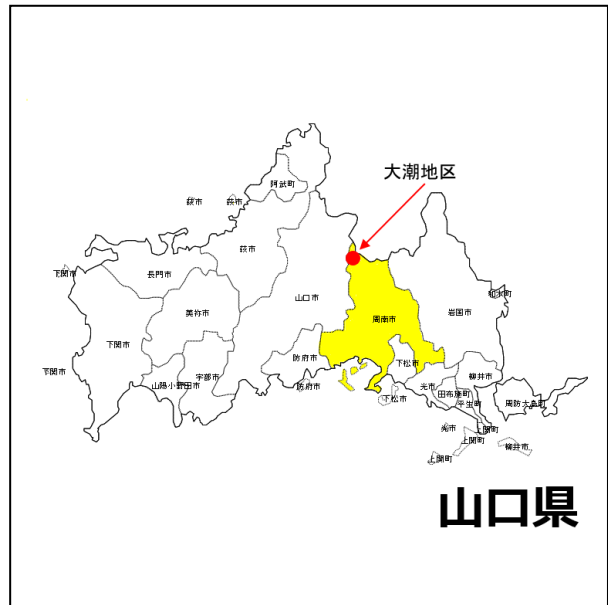 大潮地区
阿武町
萩市
萩市
萩市
下関市
長門市
美祢市
山口市
周南市
岩国市
和木町
下関市
下関市
山陽小野田市
宇部市
防府市
防府市
下松市
下松市
光市
柳井市
田布施町
平生町
周防大島町
光市
上関町
上関町
上関町
柳井市
山口県